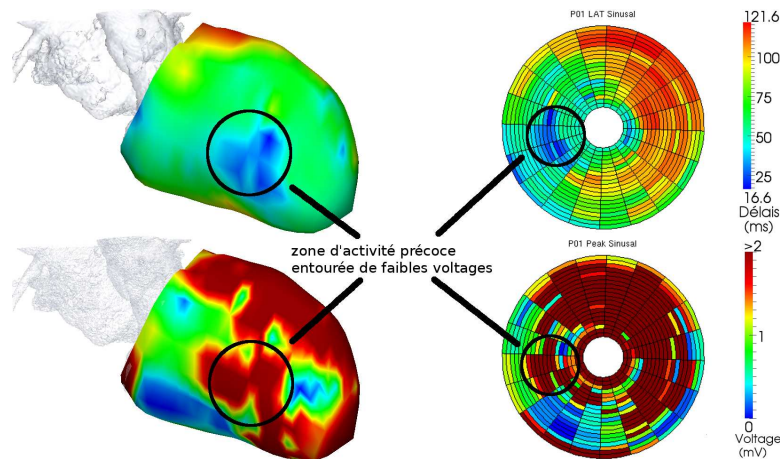 P01 LAT Sinusal
121.6
100
75
50
25
16.6
Délais
(ms)
zone d'activité précoce
entourée de faibles voltages
P01 Peak Sinusal
>2
1
0
Voltage
(mV)